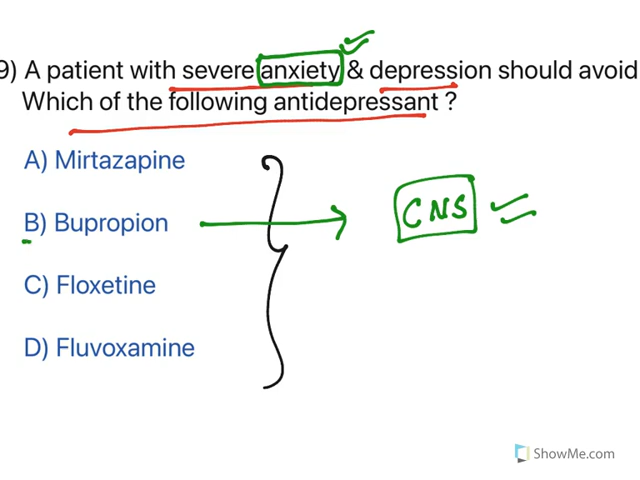 9) A patient with severe anxiety & depression should avoid
Which of the following antidepressant ?
A) Mirtazapine
B) Bupropion
CNS
C) Floxetine
D) Fluvoxamine
ShowMe.com